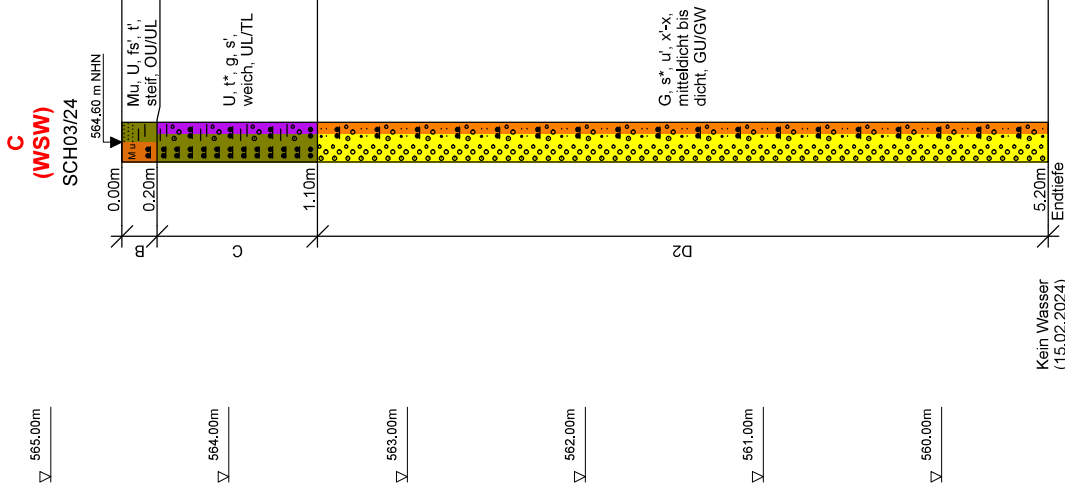 C
(WSW)
SCH03/24
564.60 m NHN
0.00m
Mu
Mu, U, fs', t',
steif, OU/UL
0.20m
B
U, t*, g, s',
weich, UL/TL
1.10m
C
G, s*, u', x'-x,
mitteldicht bis
dicht, GU/GW
D2
5.20m
Endtiefe
Kein Wasser
(15.02.2024)
565.00m
564.00m
563.00m
562.00m
561.00m
560.00m